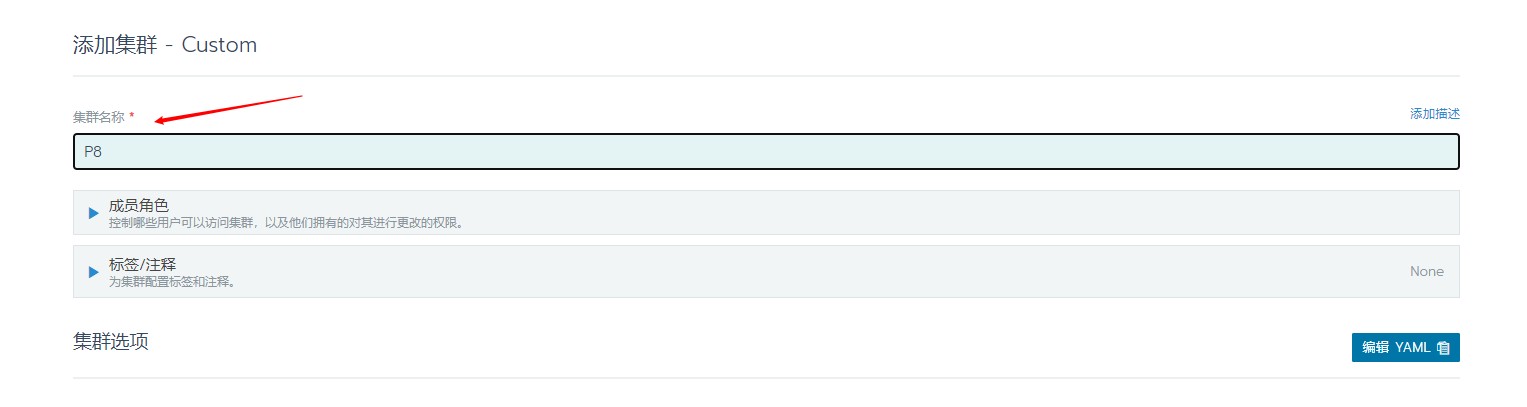 添加集群 - Custom
集群名称 *
添加描述
P8
成员角色
控制哪些用户可以访问集群，以及他们拥有的对其进行更改的权限。
标签/注释
为集群配置标签和注释。
None
集群选项
编辑 YAML